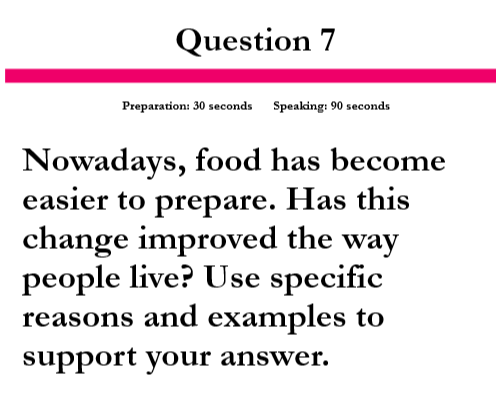 Question 7
Preparation: 30 seconds Speaking: 90 seconds
Nowadays, food has become
easier to prepare. Has this
change improved the way
people live? Use specific
reasons and examples to
support your answer.